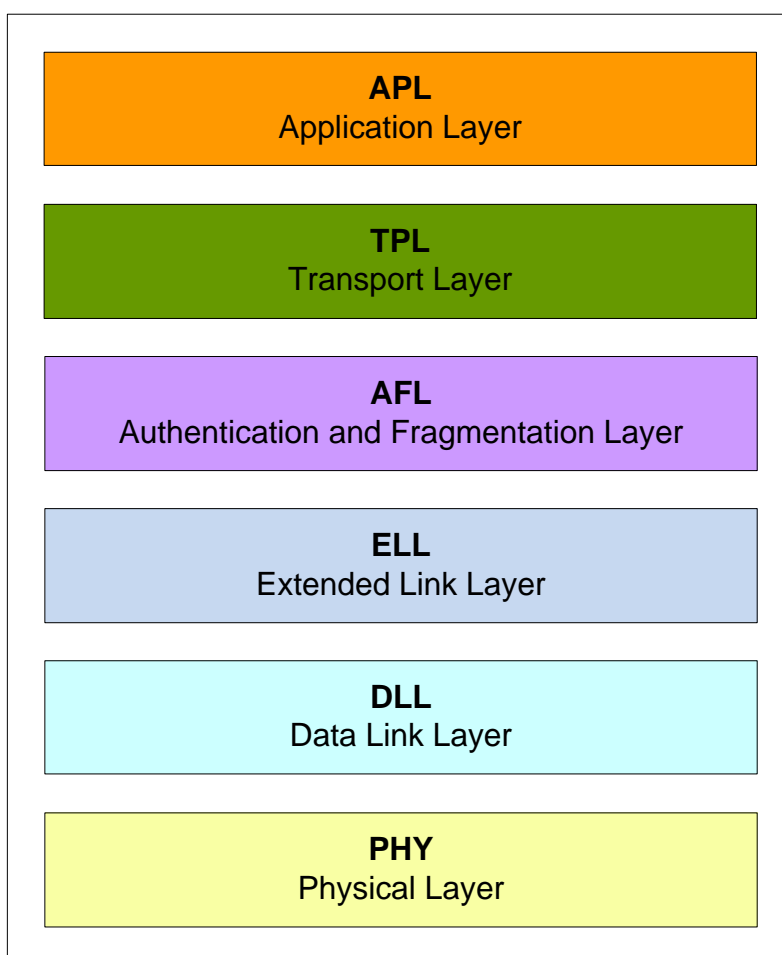 APL
Application Layer
TPL
Transport Layer
AFL
Authentication and Fragmentation Layer
ELL
Extended Link Layer
DLL
Data Link Layer
PHY
Physical Layer